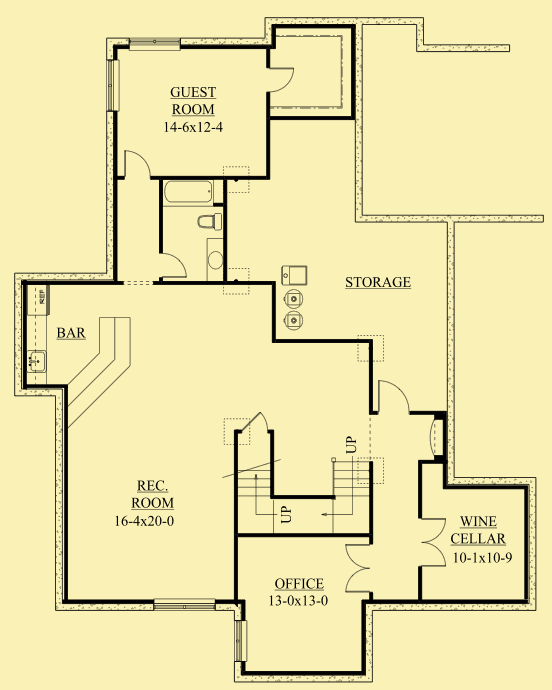 GUEST
ROOM
14-6x12-4
STORAGE
REF
BAR
UP
REC.
ROOM
16-4x20-0
UP
WINE
CELLAR
10-1x10-9
OFFICE
13-0x13-0